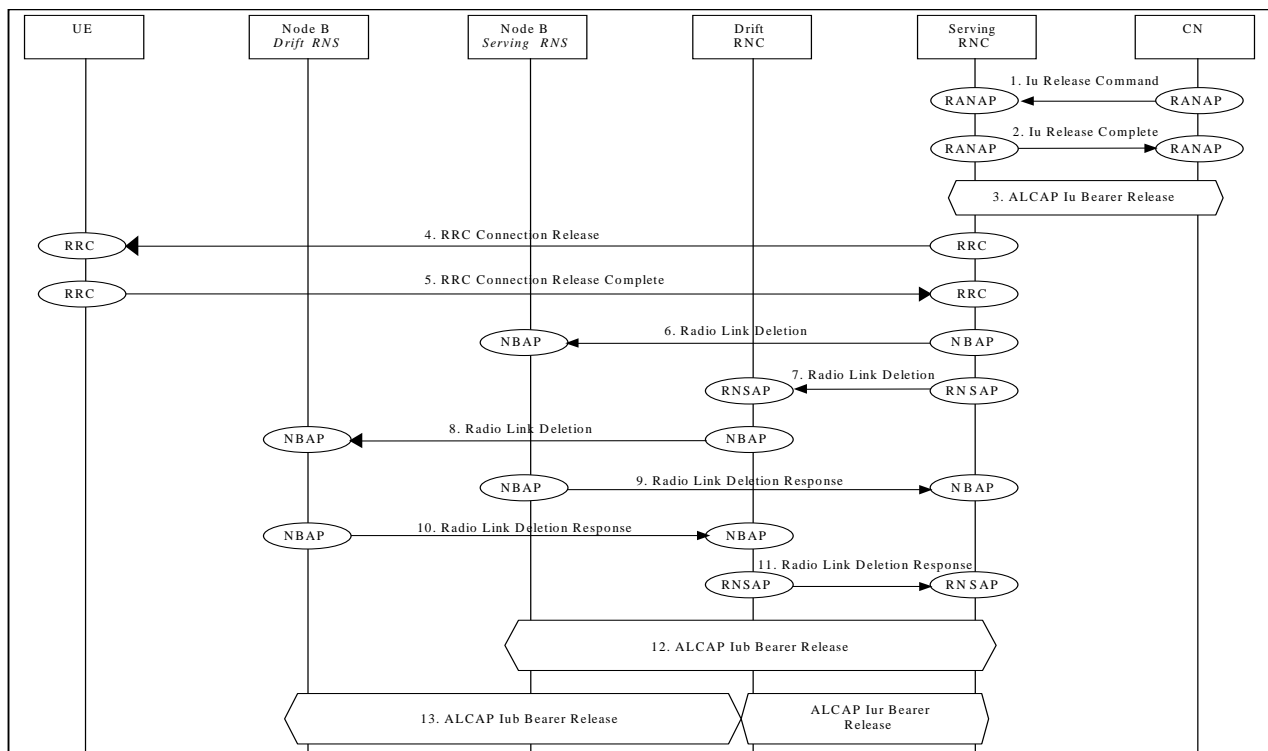 UE
Node B
Drift RNS
Node B
Serving RNS
Drift
RNC
Serving
RNC
CN
1. Iu Release Command
RANAP
RANAP
2. Iu Release Complete
RANAP
RANAP
3. ALCAP Iu Bearer Release
4. RRC Connection Release
RRC
RRC
5. RRC Connection Release Complete
RRC
RRC
6. Radio Link Deletion
NBAP
NBAP
7. Radio Link Deletion
RNSAP
RNSAP
8. Radio Link Deletion
NBAP
NBAP
9. Radio Link Deletion Response
NBAP
NBAP
10. Radio Link Deletion Response
NBAP
NBAP
11. Radio Link Deletion Response
RNSAP
RNSAP
12. ALCAP Iub Bearer Release
13. ALCAP Iub Bearer Release
ALCAP Iur Bearer
Release